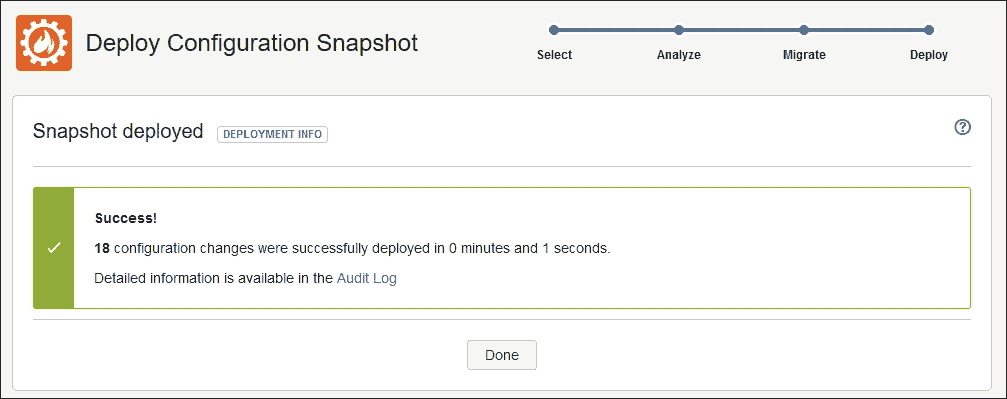 Deploy Configuration Snapshot
Select Analyze Migrate Deploy
Snapshot deployed DEPLOYMENT INFO
Success!
18 configuration changes were successfully deployed in 0 minutes and 1 seconds.
Detailed information is available in the Audit Log
Done